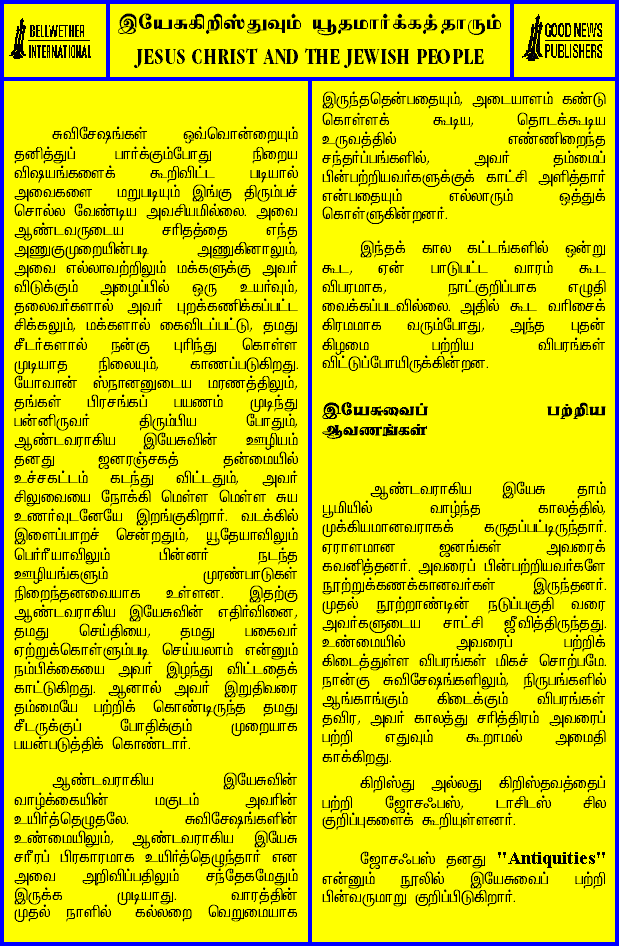 BELLWETHER
INTERNATIONAL
இயேசுகிறிஸ்துவும் யூதமார்க்கத்தாரும்
JESUS CHRIST AND THE JEWISH PEOPLE
GOOD NEWS
PUBLISHERS
சுவிசேஷங்கள் ஒவ்வொன்றையும்
தனித்துப் பார்க்கும்போது நிறைய
விஷயங்களைக் கூறிவிட்ட படியால்
அவைகளை மறுபடியும் இங்கு திரும்பச்
சொல்ல வேண்டிய அவசியமில்லை. அவை
ஆண்டவருடைய சரிதத்தை எந்த
அணுகுமுறையின்படி அணுகினாலும்,
அவை எல்லாவற்றிலும் மக்களுக்கு அவர்
விடுக்கும் அழைப்பில் ஒரு உயர்வும்,
தலைவர்களால் அவர் புறக்கணிக்கப்பட்ட
சிக்கலும், மக்களால் கைவிடப்பட்டு, தமது
சீடர்களால் நன்கு புரிந்து கொள்ள
முடியாத நிலையும், காணப்படுகிறது.
யோவான் ஸ்நானனுடைய மரணத்திலும்,
தங்கள் பிரசங்கப் பயணம் முடிந்து
பன்னிருவர் திரும்பிய போதும்,
ஆண்டவராகிய இயேசுவின் ஊழியம்
தனது ஜனரஞ்சகத் தன்மையில்
உச்சகட்டம் கடந்து விட்டதும், அவர்
சிலுவையை நோக்கி மெள்ள மெள்ள சுய
உணர்வுடனேயே இறங்குகிறார். வடக்கில்
இளைப்பாறச் சென்றதும், யூதேயாவிலும்
பெர்ரீயாவிலும் பின்னர் நடந்த
ஊழியங்களும் முரண்பாடுகள்
நிறைந்தனவையாக உள்ளன. இதற்கு
ஆண்டவராகிய இயேசுவின் எதிர்வினை,
தமது செய்தியை, தமது பகைவர்
ஏற்றுக்கொள்ளும்படி செய்யலாம் என்னும்
நம்பிக்கையை அவர் இழந்து விட்டதைக்
காட்டுகிறது. ஆனால் அவர் இறுதிவரை
தம்மையே பற்றிக் கொண்டிருந்த தமது
சீடருக்குப் போதிக்கும் முறையாக
பயன்படுத்திக் கொண்டார்.
ஆண்டவராகிய இயேசுவின்
வாழ்க்கையின் மகுடம் அவரின்
உயிர்த்தெழுதலே. சுவிசேஷங்களின்
உண்மையிலும், ஆண்டவராகிய இயேசு
சரீரப் பிரகாரமாக உயிர்த்தெழுந்தார் என
அவை அறிவிப்பதிலும் சந்தேகமேதும்
இருக்க முடியாது. வாரத்தின்
முதல் நாளில் கல்லறை வெறுமையாக
இருந்ததென்பதையும், அடையாளம் கண்டு
கொள்ளக் கூடிய, தொடக்கூடிய
உருவத்தில் எண்ணிறைந்த
சந்தர்ப்பங்களில், அவர் தம்மைப்
பின்பற்றியவர்களுக்குக் காட்சி அளித்தார்
என்பதையும் எல்லாரும் ஒத்துக்
கொள்ளுகின்றனர்.
இந்தக் கால கட்டங்களில் ஒன்று
கூட, ஏன் பாடுபட்ட வாரம் கூட
விபரமாக, நாட்குறிப்பாக எழுதி
வைக்கப்படவில்லை. அதில் கூட வரிசைக்
கிரமமாக வரும்போது, அந்த புதன்
கிழமை பற்றிய விபரங்கள்
விட்டுப்போயிருக்கின்றன.
இயேசுவைப் பற்றிய
ஆவணங்கள்
ஆண்டவராகிய இயேசு தாம்
பூமியில் வாழ்ந்த காலத்தில்,
முக்கியமானவராகக் கருதப்பட்டிருந்தார்.
ஏராளமான ஜனங்கள் அவரைக்
கவனித்தனர். அவரைப் பின்பற்றியவர்களே
நூற்றுக்கணக்கானவர்கள் இருந்தனர்.
முதல் நூற்றாண்டின் நடுப்பகுதி வரை
அவர்களுடைய சாட்சி ஜீவித்திருந்தது.
உண்மையில் அவரைப் பற்றிக்
கிடைத்துள்ள விபரங்கள் மிகச் சொற்பமே.
நான்கு சுவிசேஷங்களிலும், நிருபங்களில்
ஆங்காங்கும் கிடைக்கும் விபரங்கள்
தவிர, அவர் காலத்து சரித்திரம் அவரைப்
பற்றி எதுவும் கூறாமல் அமைதி
காக்கிறது.
கிறிஸ்து அல்லது கிறிஸ்தவத்தைப்
பற்றி ஜோசஃபஸ், டாசிடஸ் சில
குறிப்புகளைக் கூறியுள்ளனர்.
ஜோசஃபஸ் தனது "Antiquities"
என்னும் நூலில் இயேசுவைப் பற்றி
பின்வருமாறு குறிப்பிடுகிறார்.